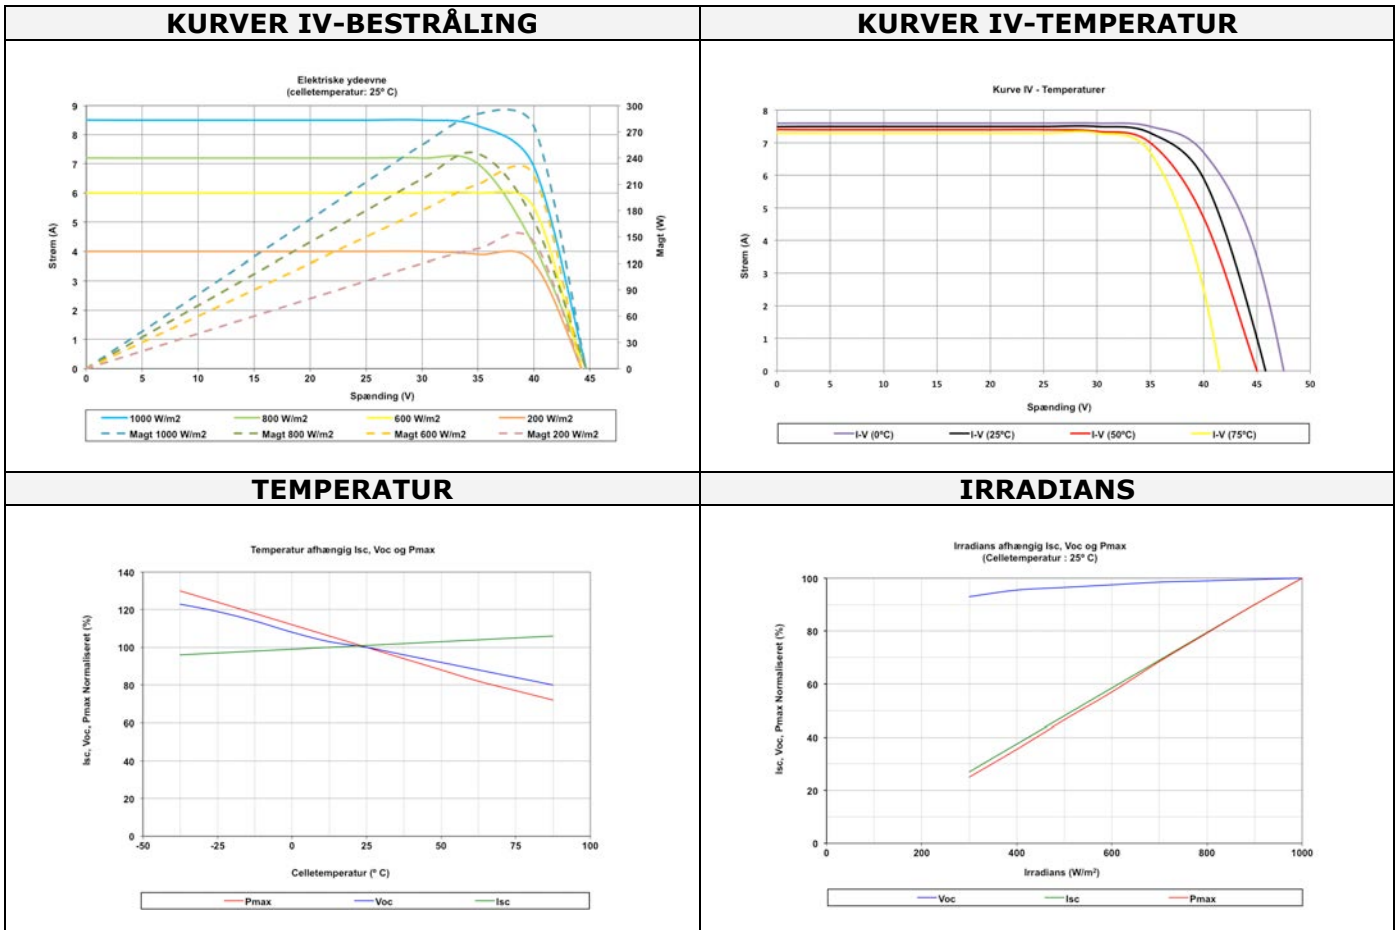 KURVER IV-BESTRÅLING
KURVER IV-TEMPERATUR
Elektriske ydeevne
(celletemperatur: 25º C)
9
8
7
6
5
4
3
2
1
0
300
270
240
210
180
150
120
90
60
30
0
Strøm (A)
Magt (W)
0 5 10 15 20 25 30 35 40 45
Spænding (V)
1000 W/m2 800 W/m2 600 W/m2 200 W/m2
Magt 1000 W/m2 Magt 800 W/m2 Magt 600 W/m2 Magt 200 W/m2
Kurve IV - Temperaturer
8
7
6
5
4
3
2
1
0
Strøm (A)
0 5 10 15 20 25 30 35 40 45 50
Spænding (V)
I-V (0ºC) I-V (25ºC) I-V (50ºC) I-V (75ºC)
TEMPERATUR
IRRADIANS
Temperatur afhængig Isc, Voc og Pmax
140
120
100
80
60
40
20
0
Isc, Voc, Pmax Normaliseret (%)
-50 -25 0 25 50 75 100
Celletemperatur (º C)
Pmax Voc Isc
Irradians afhængig Isc, Voc og Pmax
(Celletemperatur : 25º C)
100
80
60
40
20
0
Isc, Voc, Pmax Normaliseret (%)
0 200 400 600 800 1000
Irradians (W/m²)
Voc Isc Pmax